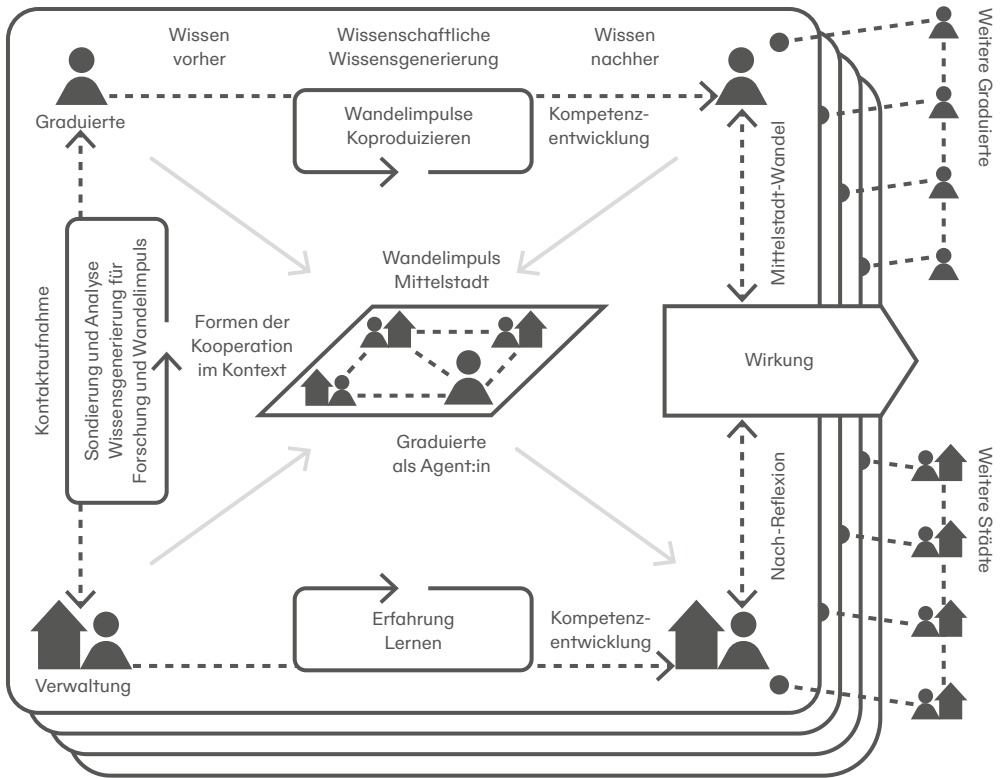 Wissen
vorher
Wissenschaftliche
Wissensgenerierung
Wissen
nachher
Weitere Graduierte
Graduierte
Wandelimpulse
Koproduzieren
Kompetenz-
entwicklung
Mittelstadt-Wandel
Kontaktaufnahme
Sondierung und Analyse
Wissensgenerierung für
Forschung und Wandelimpuls
Formen der
Kooperation
im Kontext
Wandelimpuls
Mittelstadt
Wirkung
Graduierte
als Agent:in
Nach-Reflexion
Weitere Städte
Erfahrung
Lernen
Kompetenz-
entwicklung
Verwaltung